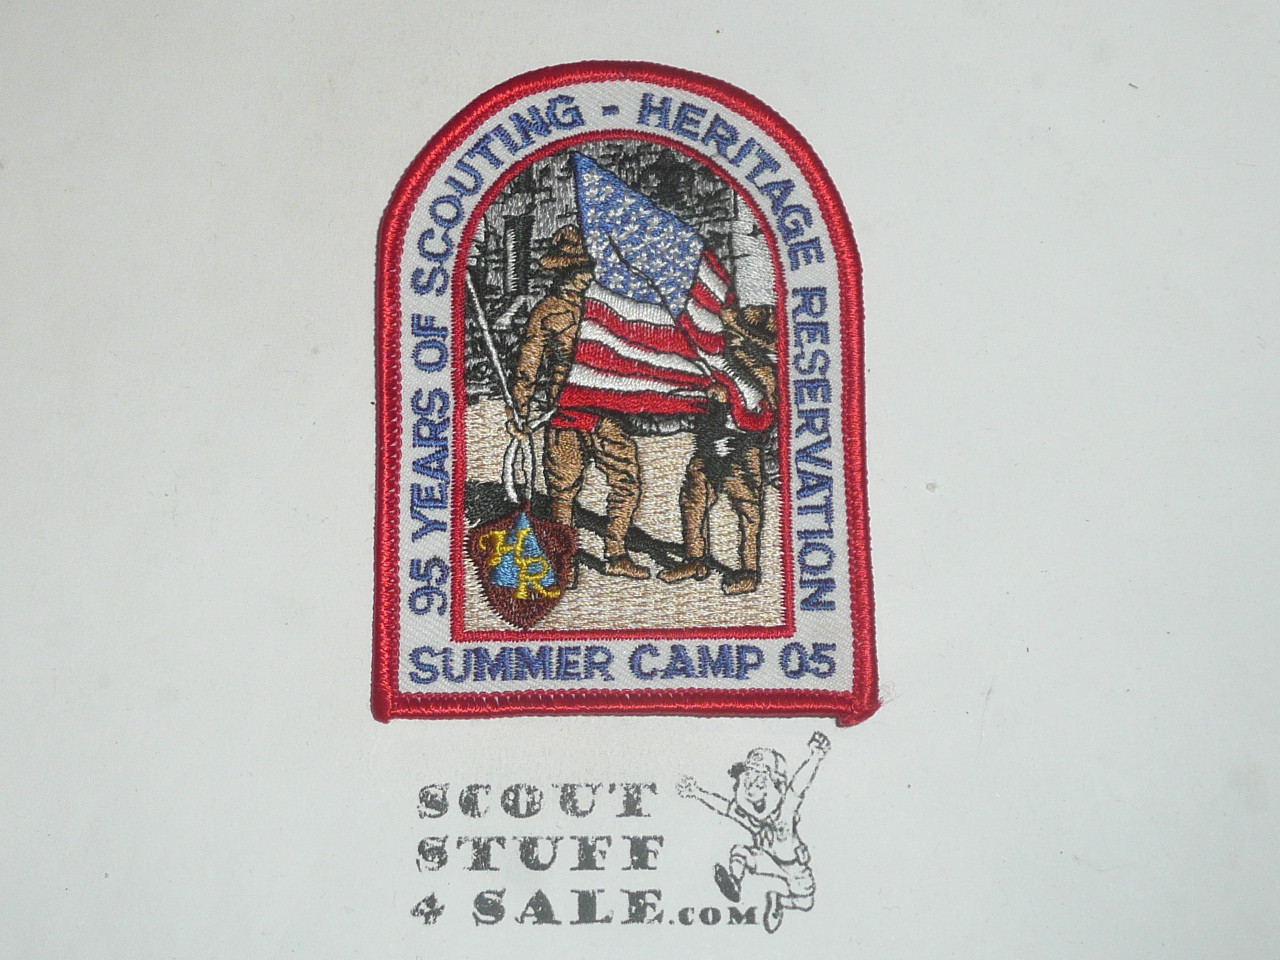 95 YEARS OF SCOUTING - HERITAGE RESERVATION
HR
SUMMER CAMP 05
SCOUT
STUFF
4 SALE.COM